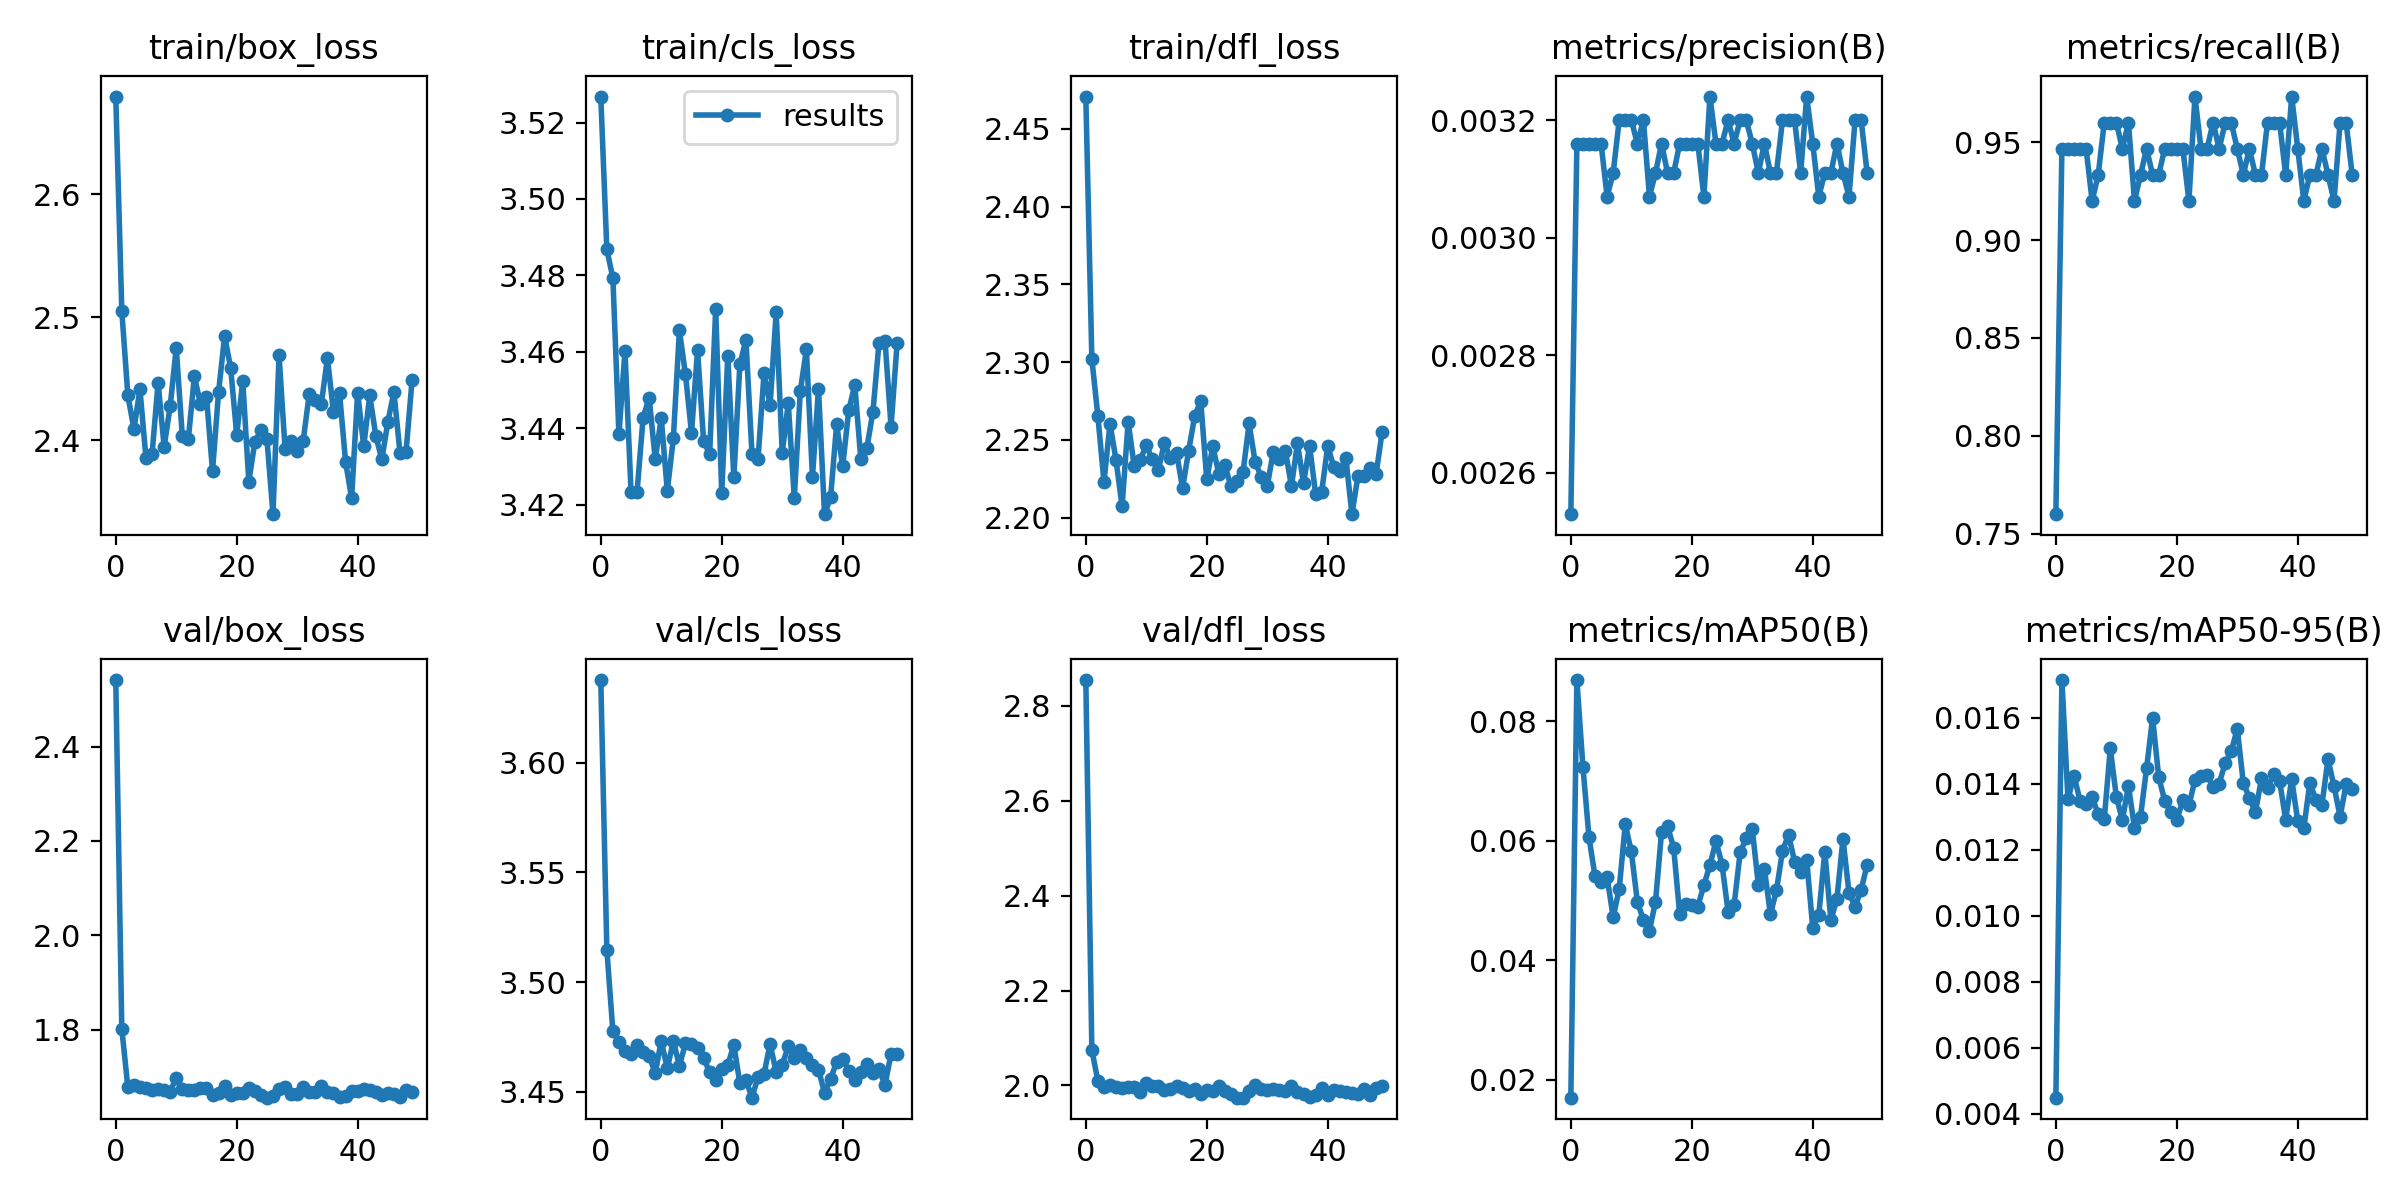 train/box_loss
2.6
2.5
2.4
0 20 40
train/cls_loss
results
3.52
3.50
3.48
3.46
3.44
3.42
0 20 40
train/dfl_loss
2.45
2.40
2.35
2.30
2.25
2.20
0 20 40
metrics/precision(B)
0.0032
0.0030
0.0028
0.0026
0 20 40
metrics/recall(B)
0.95
0.90
0.85
0.80
0.75
0 20 40
val/box_loss
2.4
2.2
2.0
1.8
0 20 40
val/cls_loss
3.60
3.55
3.50
3.45
0 20 40
val/dfl_loss
2.8
2.6
2.4
2.2
2.0
0 20 40
metrics/mAP50(B)
0.08
0.06
0.04
0.02
0 20 40
metrics/mAP50-95(B)
0.016
0.014
0.012
0.010
0.008
0.006
0.004
0 20 40